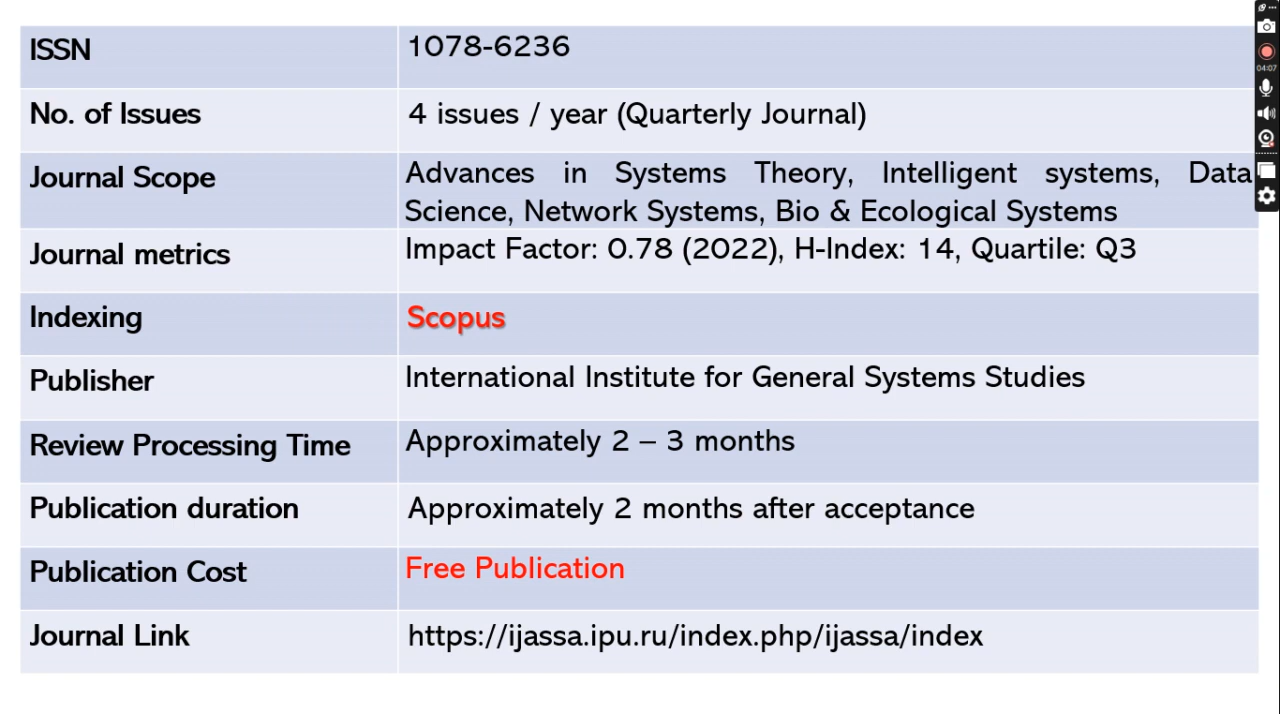 ISSN
1078-6236
No. of Issues
4 issues / year (Quarterly Journal)
Journal Scope
Advances in Systems Theory, Intelligent systems, Data
Science, Network Systems, Bio & Ecological Systems
Journal metrics
Impact Factor: 0.78 (2022), H-Index: 14, Quartile: Q3
Indexing
Scopus
Publisher
International Institute for General Systems Studies
Review Processing Time
Approximately 2 – 3 months
Publication duration
Approximately 2 months after acceptance
Publication Cost
Free Publication
Journal Link
https://ijassa.ipu.ru/index.php/ijassa/index
04:07